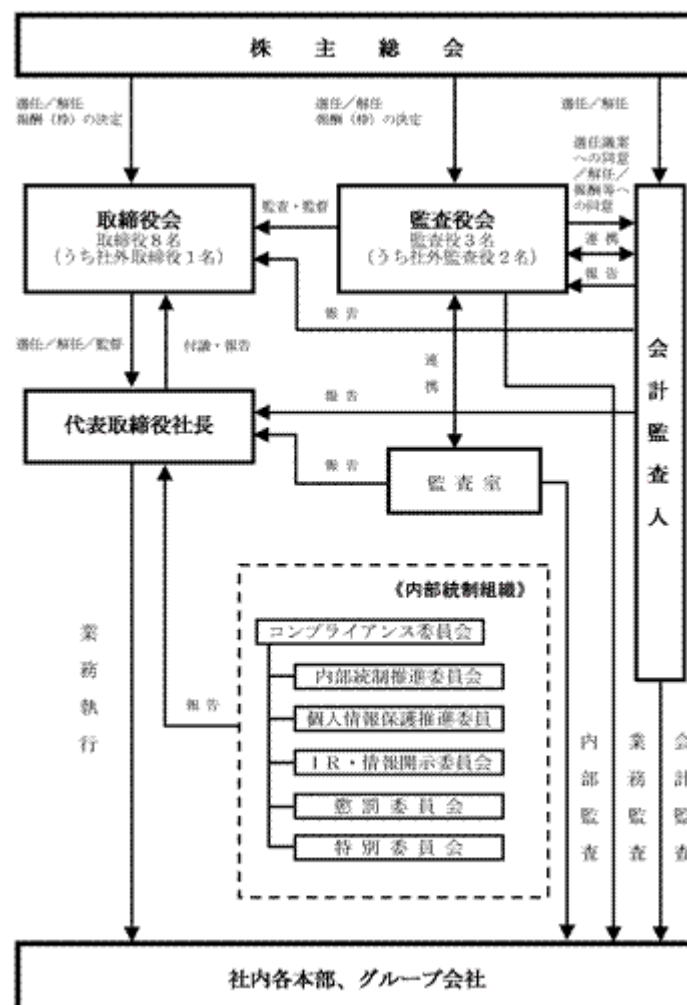 株主総会
選任／解任
報酬（枠）の決定
選任／解任
報酬（枠）の決定
選任／解任
選任議案
への同意
／解任／
報酬等へ
の同意
取締役会
取締役８名
（うち社外取締役１名）
監査・監督
監査役会
監査役３名
（うち社外監査役２名）
連携
報告
報告
選任／解任／監督
付議・報告
連携
会計監査人
代表取締役社長
報告
報告
監査室
《内部統制組織》
コンプライアンス委員会
内部統制推進委員会
個人情報保護推進委員
ＩＲ・情報開示委員会
懲罰委員会
特別委員会
業務執行
報告
内部監査
業務監査
会計監査
社内各本部、グループ会社